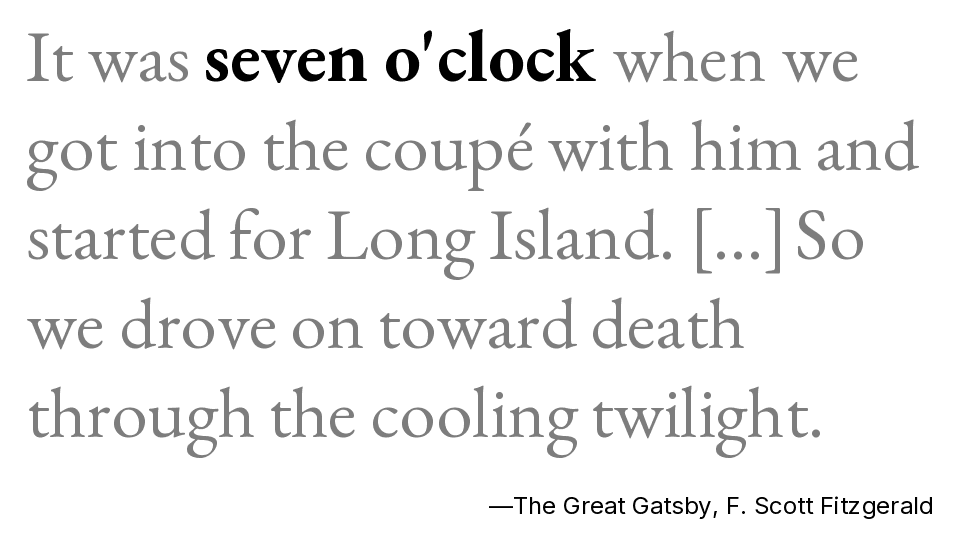 It was seven o'clock when we
got into the coupé with him and
started for Long Island. [...] So
we drove on toward death
through the cooling twilight.
—The Great Gatsby, F. Scott Fitzgerald